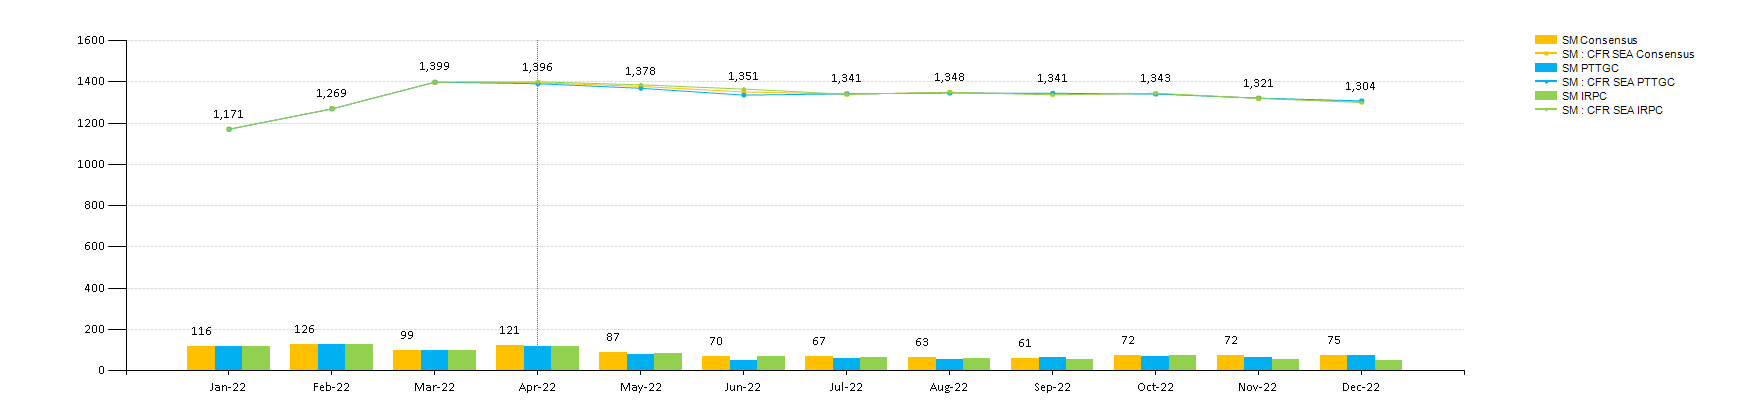 1600
1400
1200
1000
800
600
400
200
0
1,171
1,269
1,399
1,396
1,378
1,351
1,341
1,348
1,341
1,343
1,321
1,304
116
126
99
121
87
70
67
63
61
72
72
75
Jan-22
Feb-22
Mar-22
Apr-22
May-22
Jun-22
Jul-22
Aug-22
Sep-22
Oct-22
Nov-22
Dec-22
SM Consensus
SM : CFR SEA Consensus
SM PTTGC
SM : CFR SEA PTTGC
SM IRPC
SM : CFR SEA IRPC